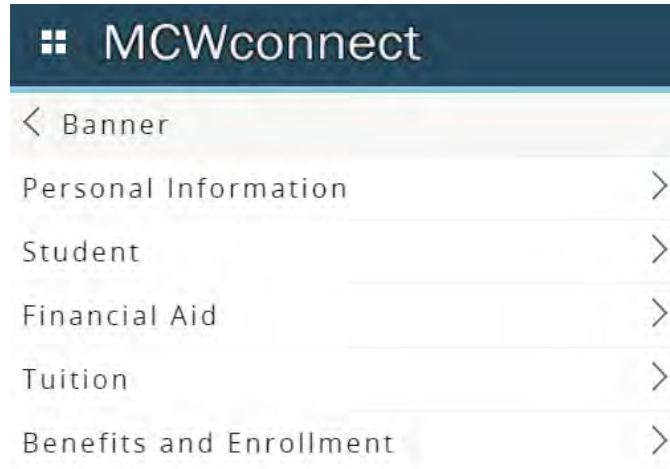 MCWconnect
Banner
Personal Information
Student
Financial Aid
Tuition
Benefits and Enrollment